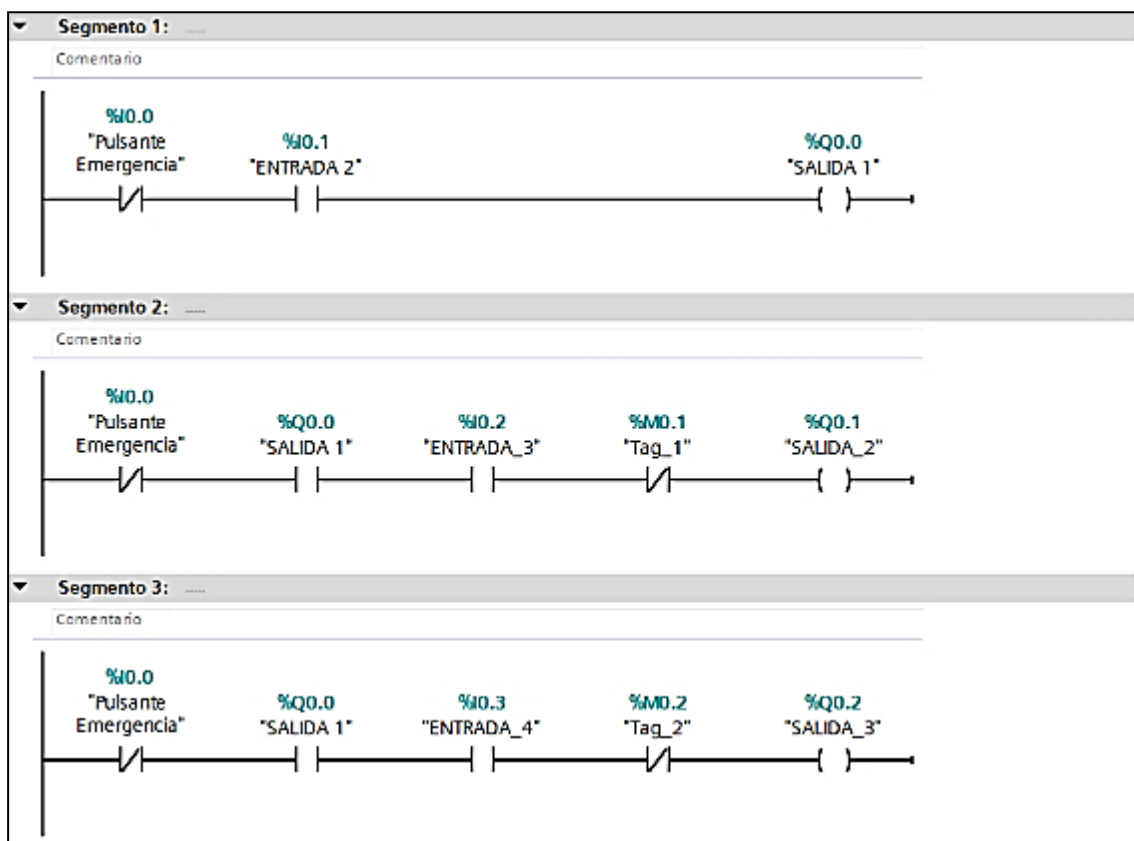 Segmento 1: .....
Comentario
%I0.0
"Pulsante
Emergencia"
%I0.1
"ENTRADA 2"
%Q0.0
"SALIDA 1"
Segmento 2: .....
Comentario
%I0.0
"Pulsante
Emergencia"
%Q0.0
"SALIDA 1"
%I0.2
"ENTRADA_3"
%M0.1
"Tag_1"
%Q0.1
"SALIDA_2"
Segmento 3: .....
Comentario
%I0.0
"Pulsante
Emergencia"
%Q0.0
"SALIDA 1"
%I0.3
"ENTRADA_4"
%M0.2
"Tag_2"
%Q0.2
"SALIDA_3"